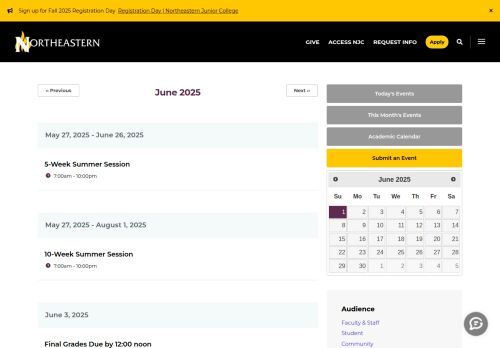 Sign up for Fall 2025 Registration Day Registration Day | Northeastern Junior College ×
NORTHEASTERN
GIVE ACCESS NJC REQUEST INFO Apply
‹‹ Previous
June 2025
Next ››
May 27, 2025 - June 26, 2025
5-Week Summer Session
7:00am - 10:00pm
May 27, 2025 - August 1, 2025
10-Week Summer Session
7:00am - 10:00pm
June 3, 2025
Final Grades Due by 12:00 noon
Today's Events
This Month's Events
Academic Calendar
Submit an Event
June 2025
Su Mo Tu We Th Fr Sa
1 2 3 4 5 6 7
8 9 10 11 12 13 14
15 16 17 18 19 20 21
22 23 24 25 26 27 28
29 30 1 2 3 4 5
Audience
Faculty & Staff
Student
Community